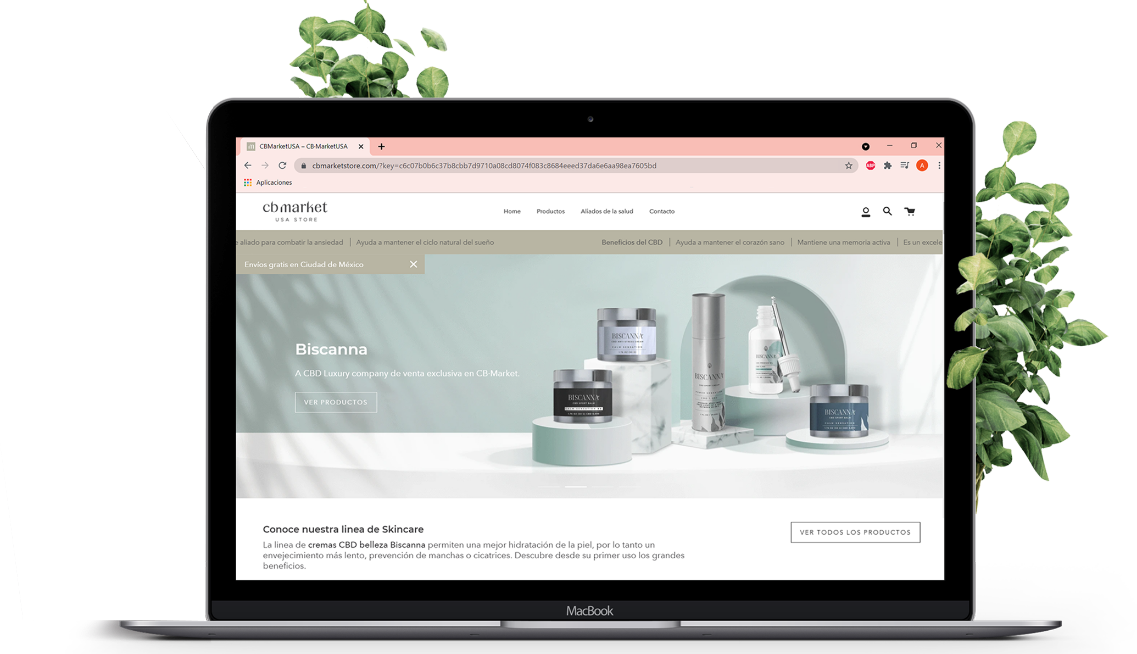 CBMarketUSA – CB-MarketUSA
cbmarketstore.com/?key=c6c07b0b6c37b8cbb7d9710a08cd8074f083c8684eeed37da6e6aa98ea7605bd
ABP
A
Aplicaciones
cbmarket
USA STORE
Home
Productos
Aliados de la salud
Contacto
e aliado para combatir la ansiedad | Ayuda a mantener el ciclo natural del sueño
Beneficios del CBD | Ayuda a mantener el corazón sano | Mantiene una memoria activa | Es un excele
Envíos gratis en Ciudad de México
Biscanna
A CBD Luxury company de venta exclusiva en CB-Market.
VER PRODUCTOS
BISCANNA
BISCANNA
BISCANNA
BISCANNA
BISCANNA
Conoce nuestra linea de Skincare
VER TODOS LOS PRODUCTOS
La línea de cremas CBD belleza Biscanna permiten una mejor hidratación de la piel, por lo tanto un
envejecimiento más lento, prevención de manchas o cicatrices. Descubre desde su primer uso los grandes
beneficios.
MacBook